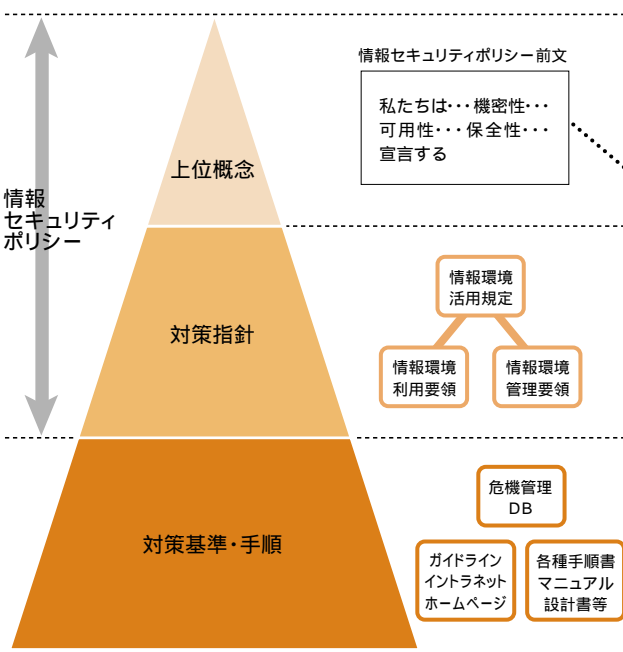 情報セキュリティポリシー前文
私たちは･･･機密性･･･
可用性･･･保全性･･･
宣言する
上位概念
情報
セキュリティ
ポリシー
情報環境
活用規定
対策指針
情報環境
利用要領
情報環境
管理要領
危機管理
DB
対策基準・手順
ガイドライン
イントラネット
ホームページ
各種手順書
マニュアル
設計書等